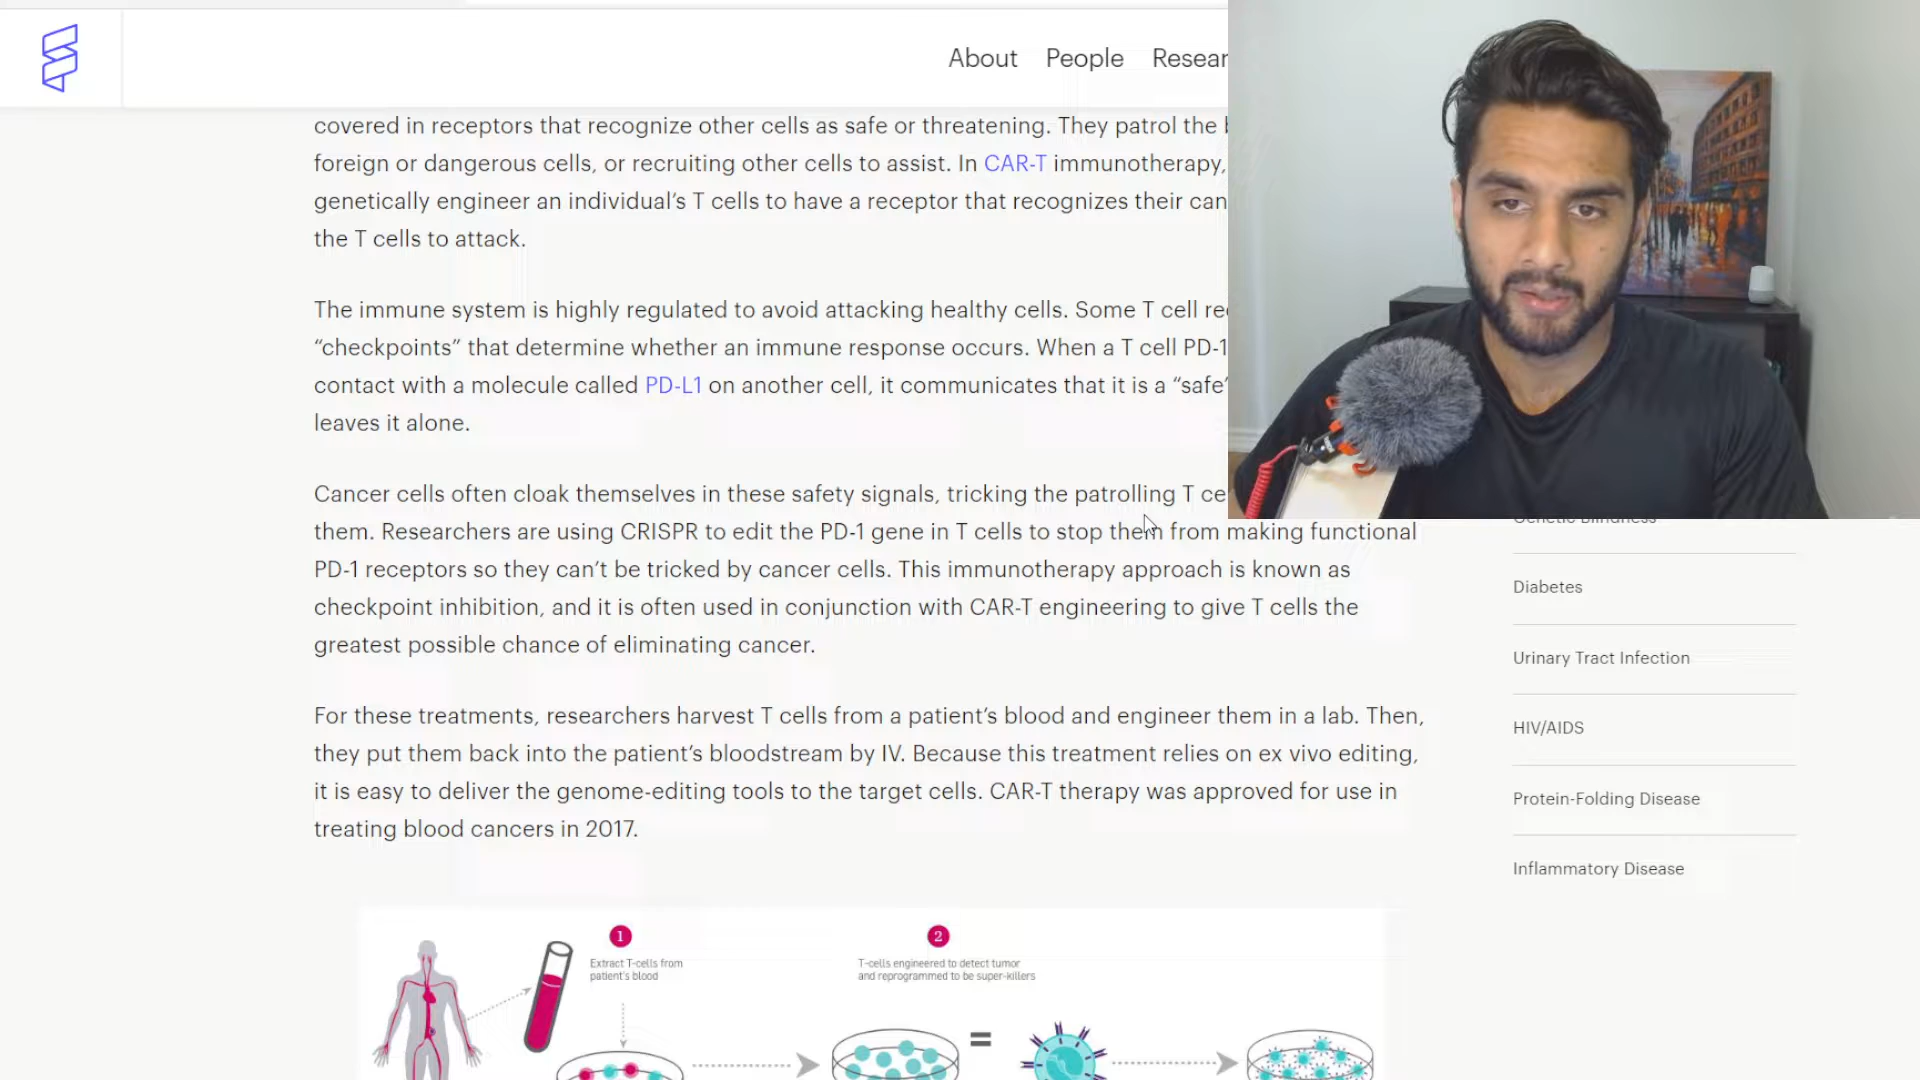 About People Resear
covered in receptors that recognize other cells as safe or threatening. They patrol the
foreign or dangerous cells, or recruiting other cells to assist. In CAR-T immunotherapy,
genetically engineer an individual’s T cells to have a receptor that recognizes their can
the T cells to attack.
The immune system is highly regulated to avoid attacking healthy cells. Some T cell re
“checkpoints” that determine whether an immune response occurs. When a T cell PD-1
contact with a molecule called PD-L1 on another cell, it communicates that it is a “safe”
leaves it alone.
Cancer cells often cloak themselves in these safety signals, tricking the patrolling T ce
them. Researchers are using CRISPR to edit the PD-1 gene in T cells to stop them from making functional
PD-1 receptors so they can’t be tricked by cancer cells. This immunotherapy approach is known as
checkpoint inhibition, and it is often used in conjunction with CAR-T engineering to give T cells the
greatest possible chance of eliminating cancer.
For these treatments, researchers harvest T cells from a patient’s blood and engineer them in a lab. Then,
they put them back into the patient’s bloodstream by IV. Because this treatment relies on ex vivo editing,
it is easy to deliver the genome-editing tools to the target cells. CAR-T therapy was approved for use in
treating blood cancers in 2017.
Genetic Blindness
Diabetes
Urinary Tract Infection
HIV/AIDS
Protein-Folding Disease
Inflammatory Disease
1
Extract T-cells from
patient's blood
2
T-cells engineered to detect tumor
and reprogrammed to be super-killers
=